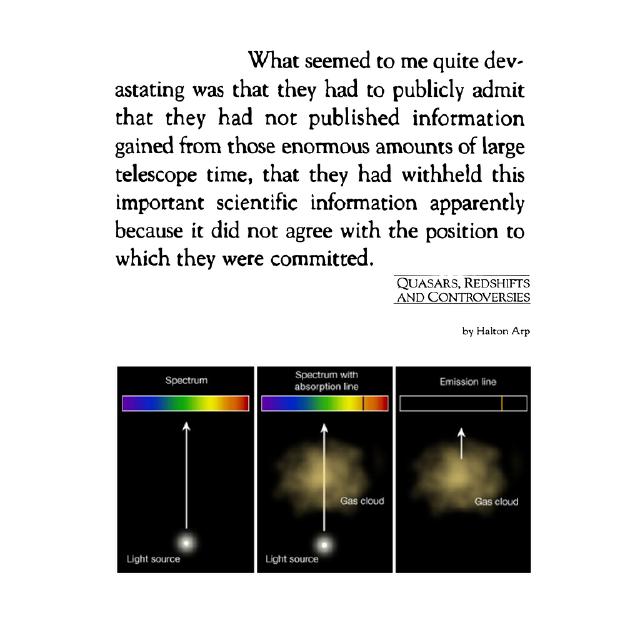 What seemed to me quite dev-
astating was that they had to publicly admit
that they had not published information
gained from those enormous amounts of large
telescope time, that they had withheld this
important scientific information apparently
because it did not agree with the position to
which they were committed.
QUASARS, REDSHIFTS
AND CONTROVERSIES
by Halton Arp
Spectrum
Light source
Spectrum with
absorption line
Gas cloud
Light source
Emission line
Gas cloud